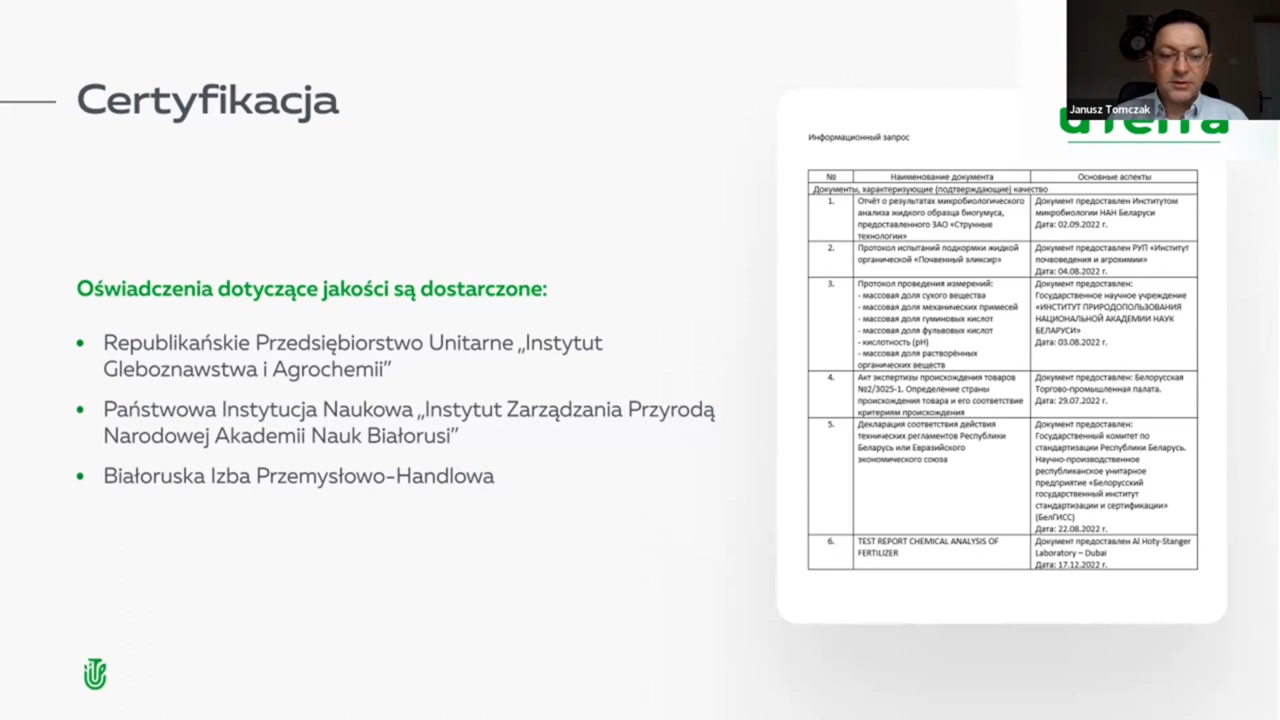 Certyfikacja
Oświadczenia dotyczące jakości są dostarczone:
Republikańskie Przedsiębiorstwo Unitarne „Instytut
Gleboznawstwa i Agrochemii”
Państwowa Instytucja Naukowa „Instytut Zarządzania Przyrodą
Narodowej Akademii Nauk Białorusi”
Białoruska Izba Przemysłowo-Handlowa
Janusz Tomczak
Информационный запрос
№ Наименование документа Основные аспекты
Документы, характеризующие (подтверждающие) качество
1. Отчёт о результатах микробиологического Документ предоставлен Институтом
анализа жидкого образца биогумуса, микробиологии НАН Беларуси
предоставленного ЗАО «Струнные Дата: 02.09.2022 г.
технологии»
2. Протокол испытаний подкормки жидкой Документ предоставлен РУП «Институт
органической «Почвенный эликсир» почвоведения и агрохимии»
Дата: 04.08.2022 г.
3. Протокол проведения измерений: Документ предоставлен:
- массовая доля сухого вещества Государственное научное учреждение
- массовая доля механических примесей «ИНСТИТУТ ПРИРОДОПОЛЬЗОВАНИЯ
- массовая доля гуминовых кислот НАЦИОНАЛЬНОЙ АКАДЕМИИ НАУК
- массовая доля фульвовых кислот БЕЛАРУСИ»
- кислотность (pH) Дата: 03.08.2022 г.
- массовая доля растворённых
органических веществ
4. Акт экспертизы происхождения товаров Документ предоставлен: Белорусская
№2/3025-1. Определение страны Торгово-промышленная палата.
происхождения товара и его соответствие Дата: 29.07.2022 г.
критериям происхождения
5. Декларация соответствия действия Документ предоставлен:
технических регламентов Республики Государственный комитет по
Беларусь или Евразийского стандартизации Республики Беларусь.
экономического союза Научно-производственное
республиканское унитарное
предприятие «Белорусский
государственный институт
стандартизации и сертификации»
(БелГИСС)
Дата: 22.08.2022 г.
6. TEST REPORT CHEMICAL ANALYSIS OF Документ предоставлен Al Hoty-Stanger
FERTILIZER Laboratory – Dubai
Дата: 17.12.2022 г.